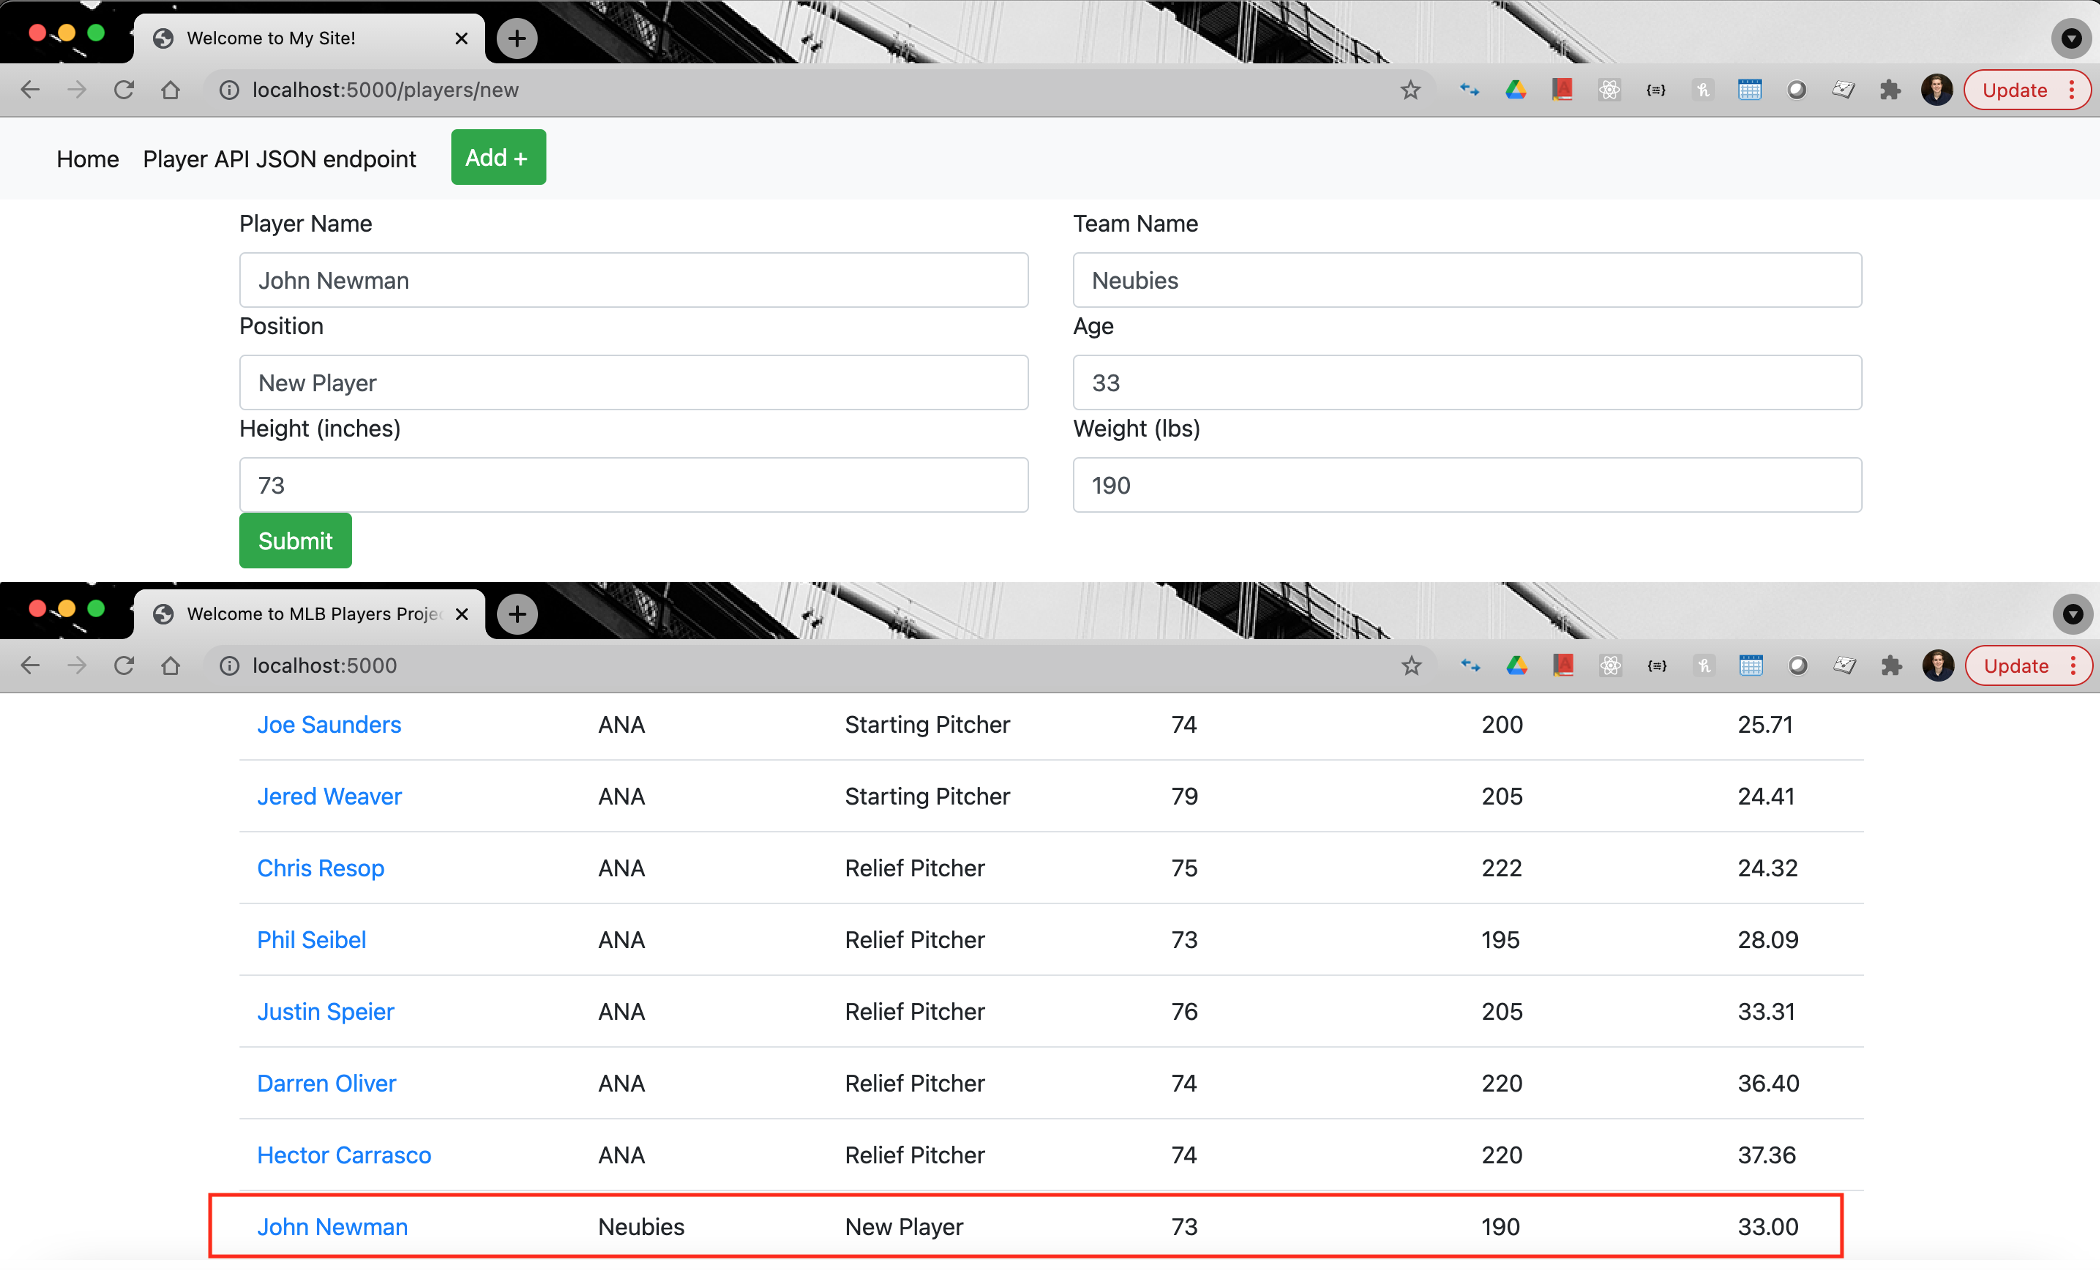 Welcome to My Site!
localhost:5000/players/new
Update
Home Player API JSON endpoint Add +
Player Name Team Name
John Newman Neubies
Position Age
New Player 33
Height (inches) Weight (lbs)
73 190
Submit
Welcome to MLB Players Projec
localhost:5000
Update
Joe Saunders ANA Starting Pitcher 74 200 25.71
Jered Weaver ANA Starting Pitcher 79 205 24.41
Chris Resop ANA Relief Pitcher 75 222 24.32
Phil Seibel ANA Relief Pitcher 73 195 28.09
Justin Speier ANA Relief Pitcher 76 205 33.31
Darren Oliver ANA Relief Pitcher 74 220 36.40
Hector Carrasco ANA Relief Pitcher 74 220 37.36
John Newman Neubies New Player 73 190 33.00